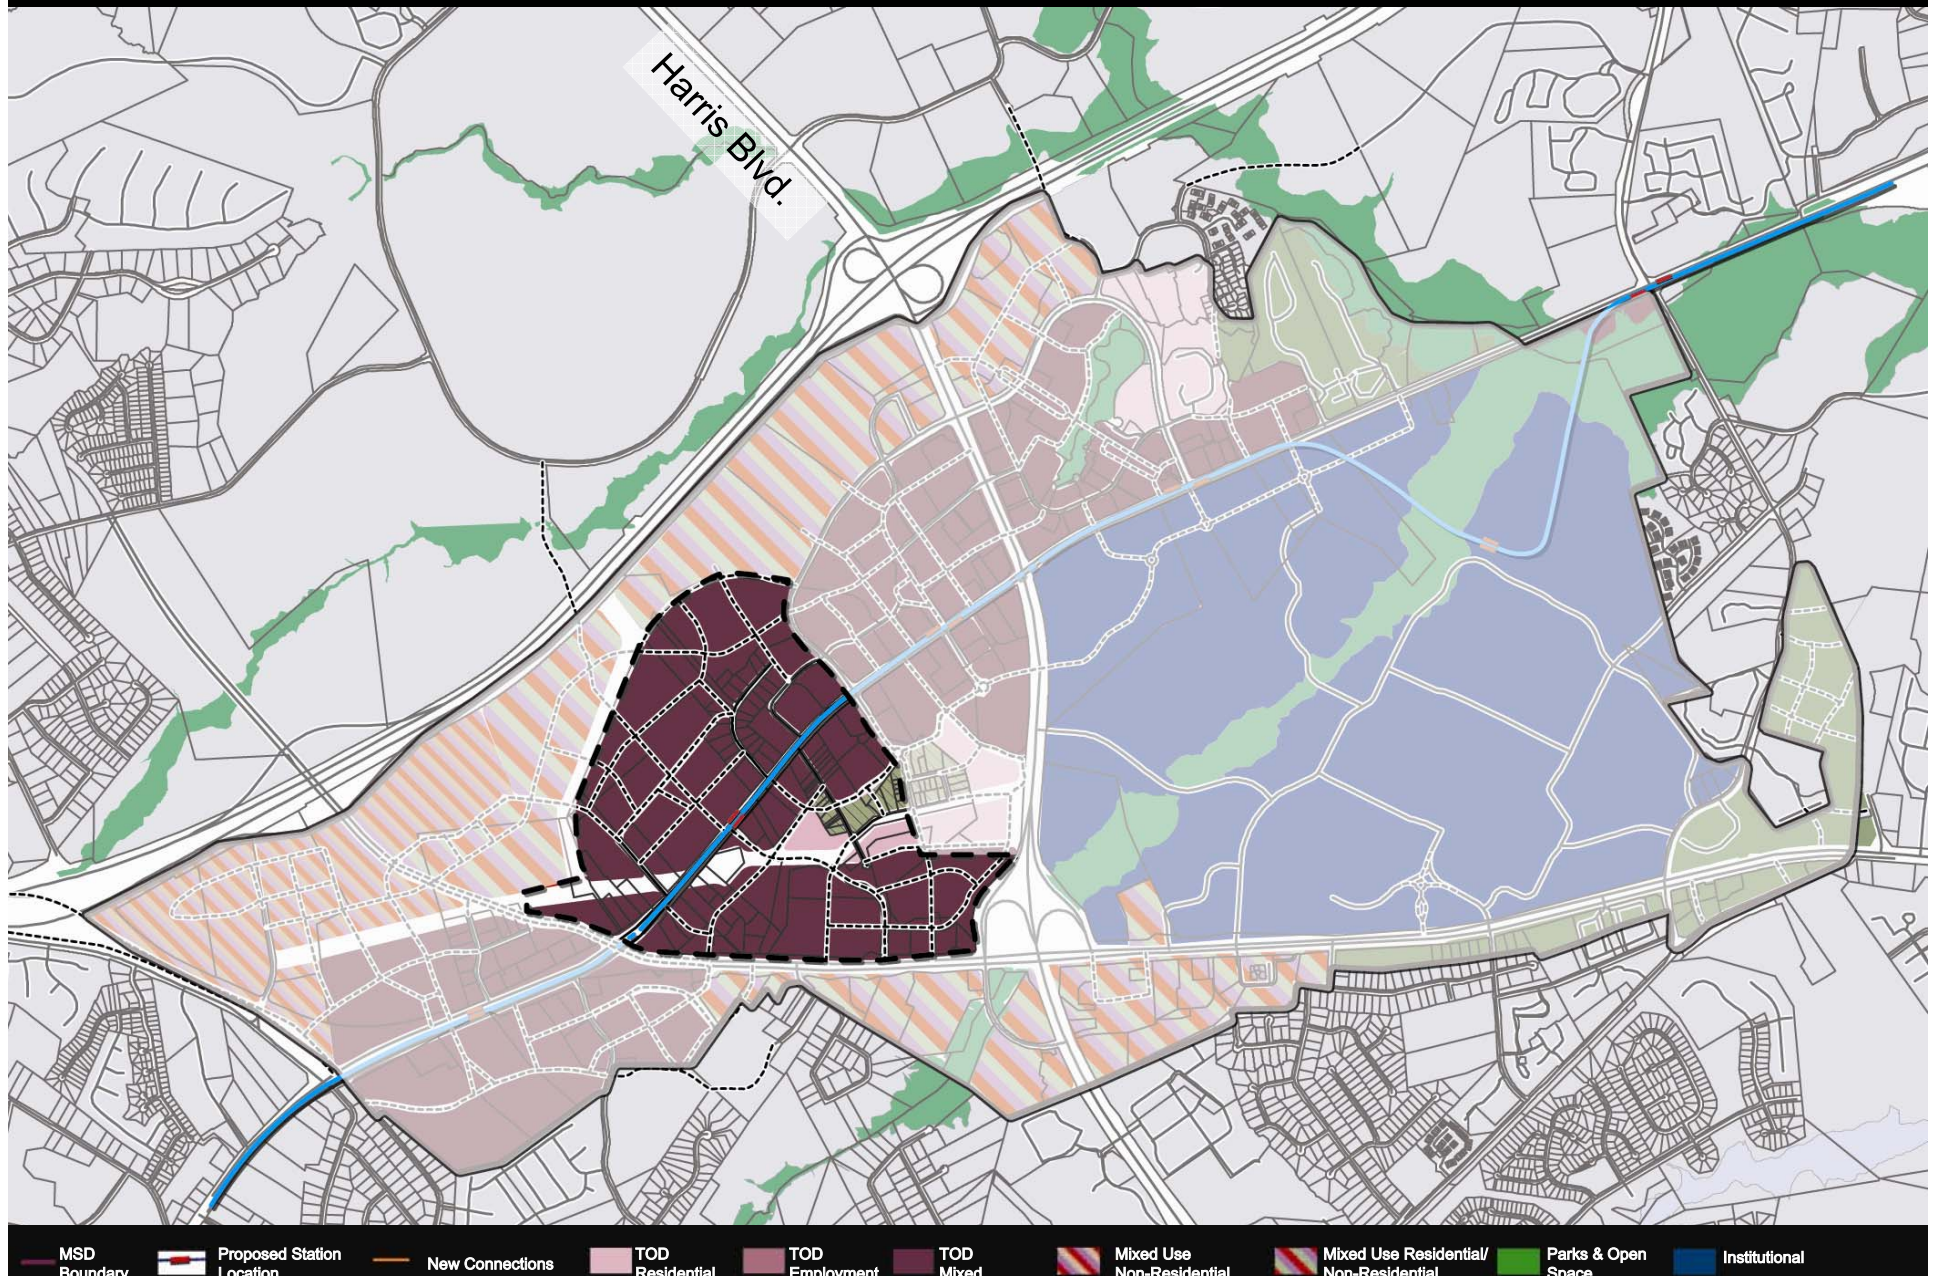 Harris Blvd.
MSD
Boundary
Proposed Station
Location
New Connections
TOD
Residential
TOD
Employment
TOD
Mixed
Mixed Use
Non-Residential
Mixed Use Residential/
Non-Residential
Parks & Open
Space
Institutional